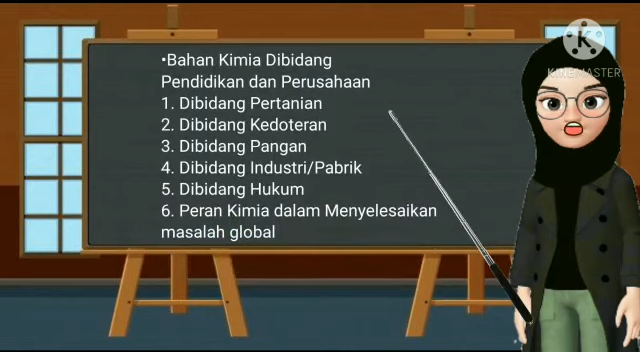 K
KINEMASTER
•Bahan Kimia Dibidang
Pendidikan dan Perusahaan
1. Dibidang Pertanian
2. Dibidang Kedoteran
3. Dibidang Pangan
4. Dibidang Industri/Pabrik
5. Dibidang Hukum
6. Peran Kimia dalam Menyelesaikan
masalah global